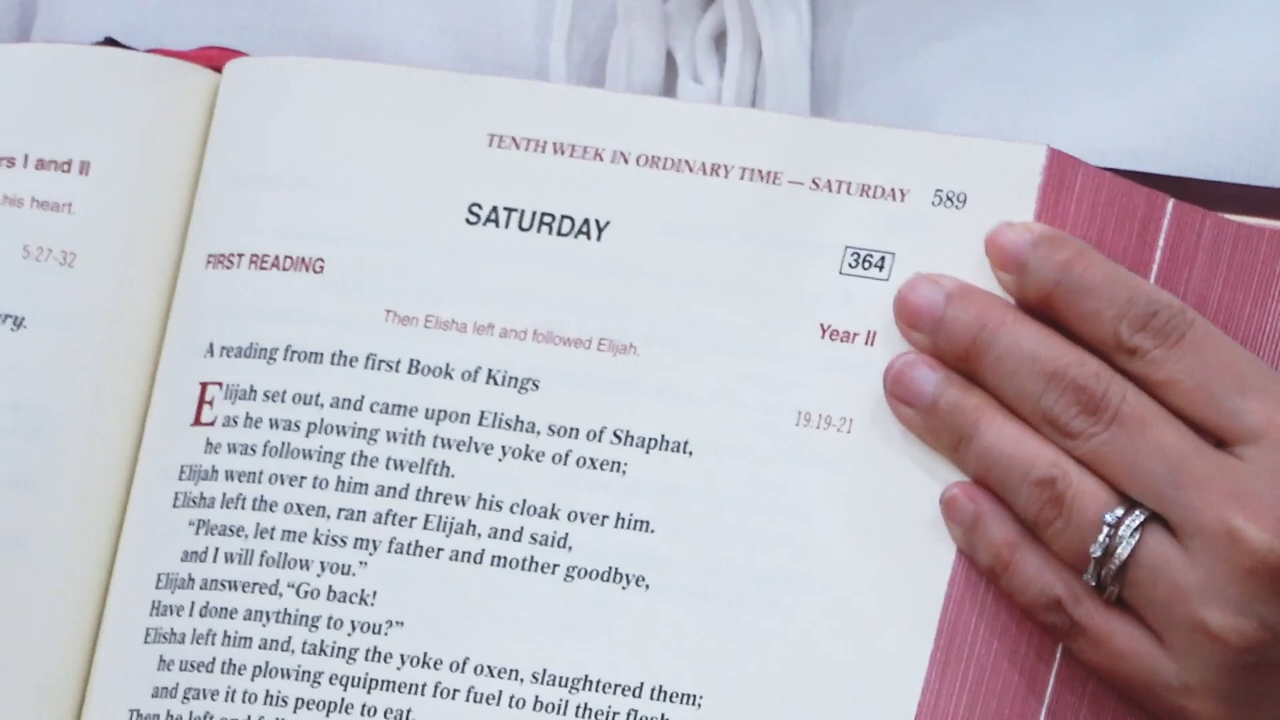 rs I and II
his heart.
5:27-32
ry.
TENTH WEEK IN ORDINARY TIME — SATURDAY 589
SATURDAY
364
FIRST READING
Year II
Then Elisha left and followed Elijah.
A reading from the first Book of Kings
19:19-21
Elijah set out, and came upon Elisha, son of Shaphat,
as he was plowing with twelve yoke of oxen;
he was following the twelfth.
Elijah went over to him and threw his cloak over him.
Elisha left the oxen, ran after Elijah, and said,
“Please, let me kiss my father and mother goodbye,
and I will follow you.”
Elijah answered, “Go back!
Have I done anything to you?”
Elisha left him and, taking the yoke of oxen, slaughtered them;
he used the plowing equipment for fuel to boil their flesh
and gave it to his people to eat.
Then he left and